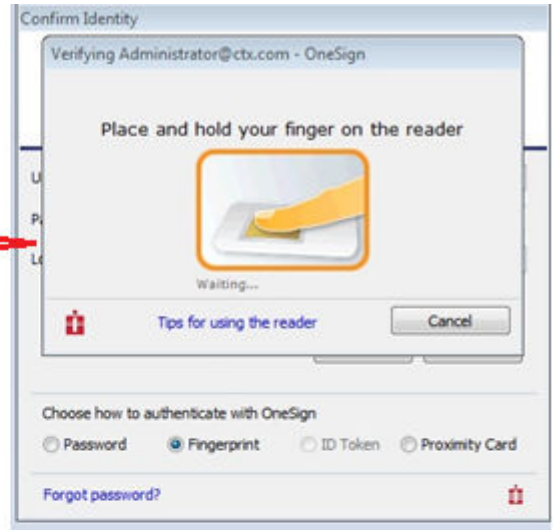 Confirm Identity
Verifying Administrator@ctx.com - OneSign
Place and hold your finger on the reader
Waiting...
Tips for using the reader
Cancel
Choose how to authenticate with OneSign
Password Fingerprint ID Token Proximity Card
Forgot password?